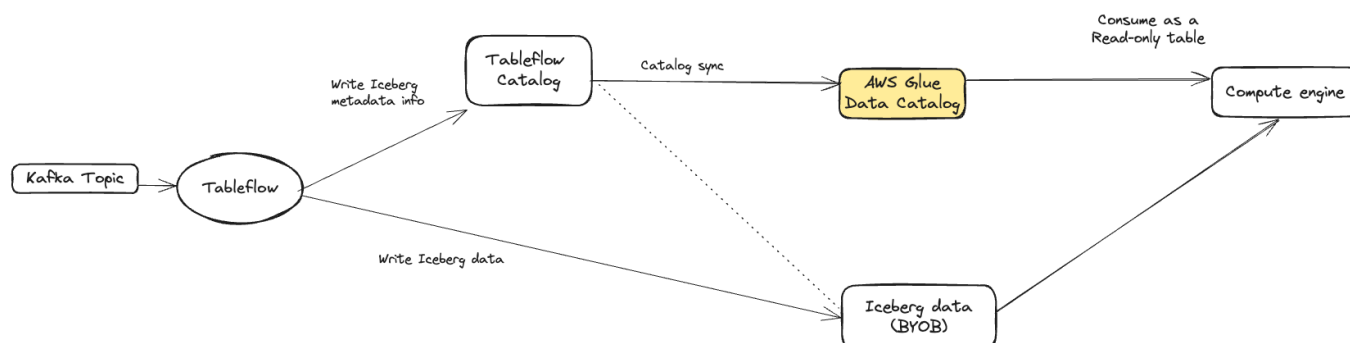 Consume as a
Read-only table
Tableflow
Catalog
Catalog sync
AWS Glue
Data Catalog
Compute engine
Write Iceberg
metadata info
Kafka Topic
Tableflow
Write Iceberg data
Iceberg data
(BYOB)